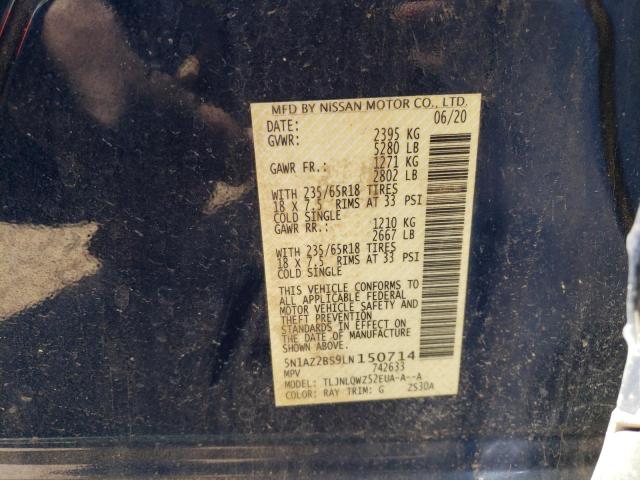 MFD BY NISSAN MOTOR CO., LTD.
DATE: 06/20
GVWR: 2395 KG
5280 LB
GAWR FR.: 1271 KG
2802 LB
WITH 235/65R18 TIRES
18 X 7.5 RIMS AT 33 PSI
COLD SINGLE
GAWR RR.: 1210 KG
2667 LB
WITH 235/65R18 TIRES
18 X 7.5 RIMS AT 33 PSI
COLD SINGLE
THIS VEHICLE CONFORMS TO
ALL APPLICABLE FEDERAL
MOTOR VEHICLE SAFETY AND
THEFT PREVENTION
STANDARDS IN EFFECT ON
THE DATE OF MANUFACTURE
SHOWN ABOVE.
5N1AZ2BS9LN150714
MPV 742633
MODEL: TLJNLQWZ52EUA-A--A
COLOR: RAY TRIM: G ZS30A